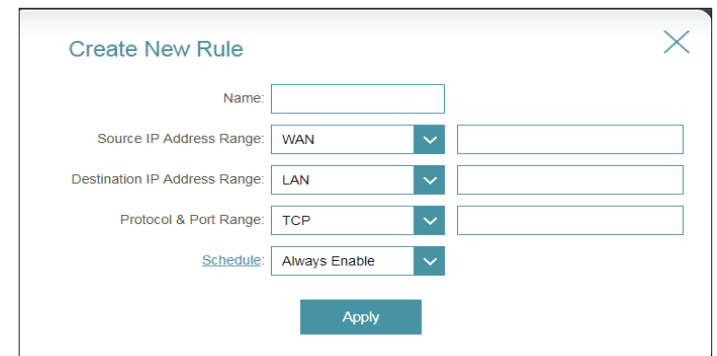 Create New Rule
Name:
Source IP Address Range: WAN
Destination IP Address Range: LAN
Protocol & Port Range: TCP
Schedule: Always Enable
Apply